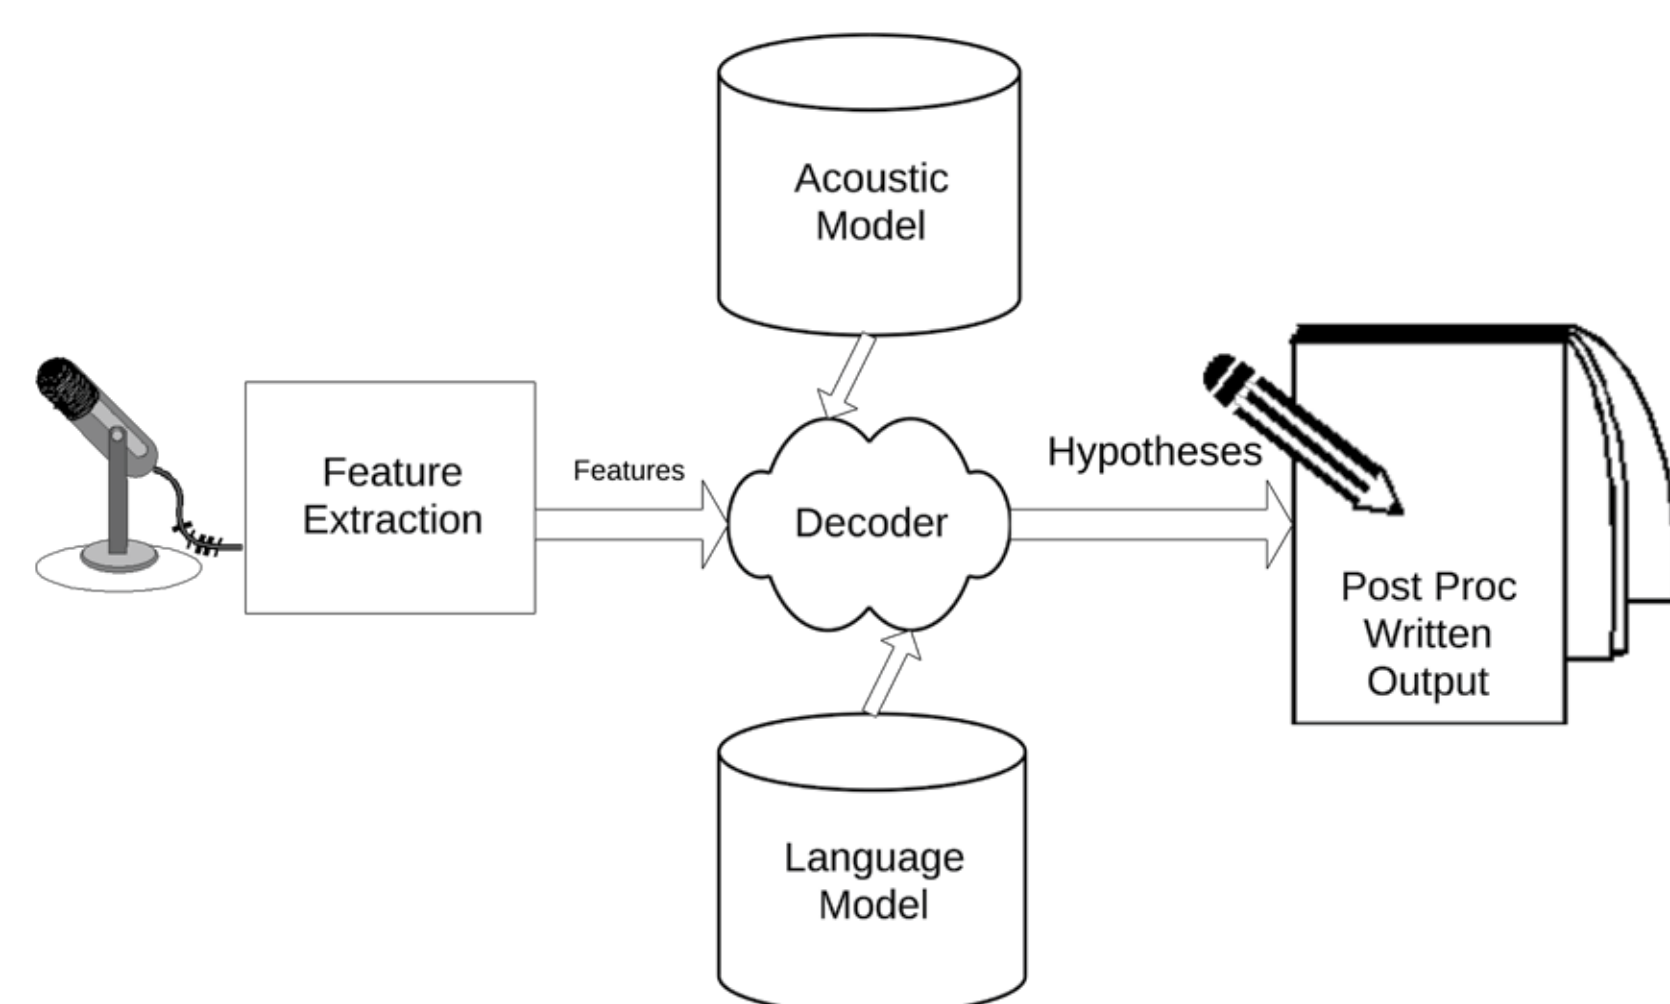 Acoustic
Model
Feature
Extraction
Features
Decoder
Hypotheses
Post Proc
Written
Output
Language
Model